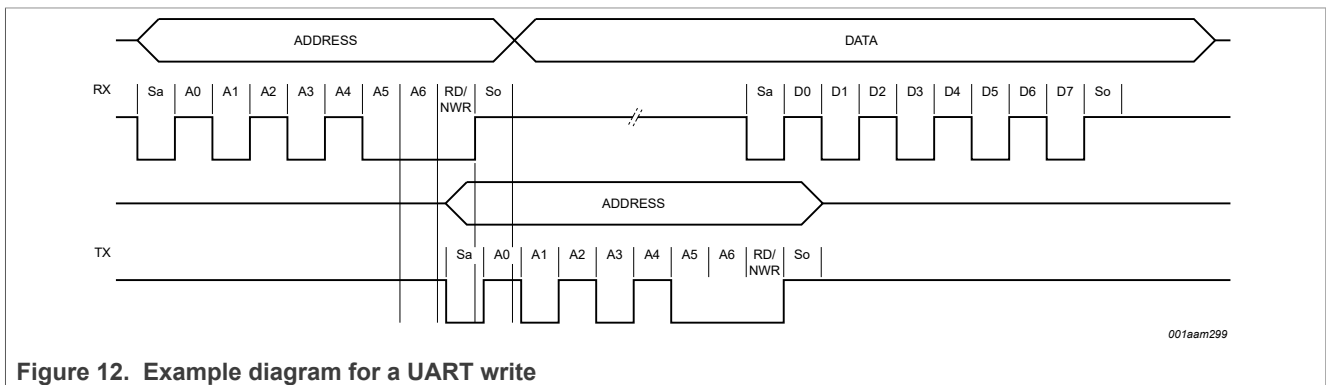 ADDRESS DATA
RX Sa A0 A1 A2 A3 A4 A5 A6 RD/ So Sa D0 D1 D2 D3 D4 D5 D6 D7 So
NWR
ADDRESS
TX Sa A0 A1 A2 A3 A4 A5 A6 RD/ So
NWR
001aam299
Figure 12. Example diagram for a UART write